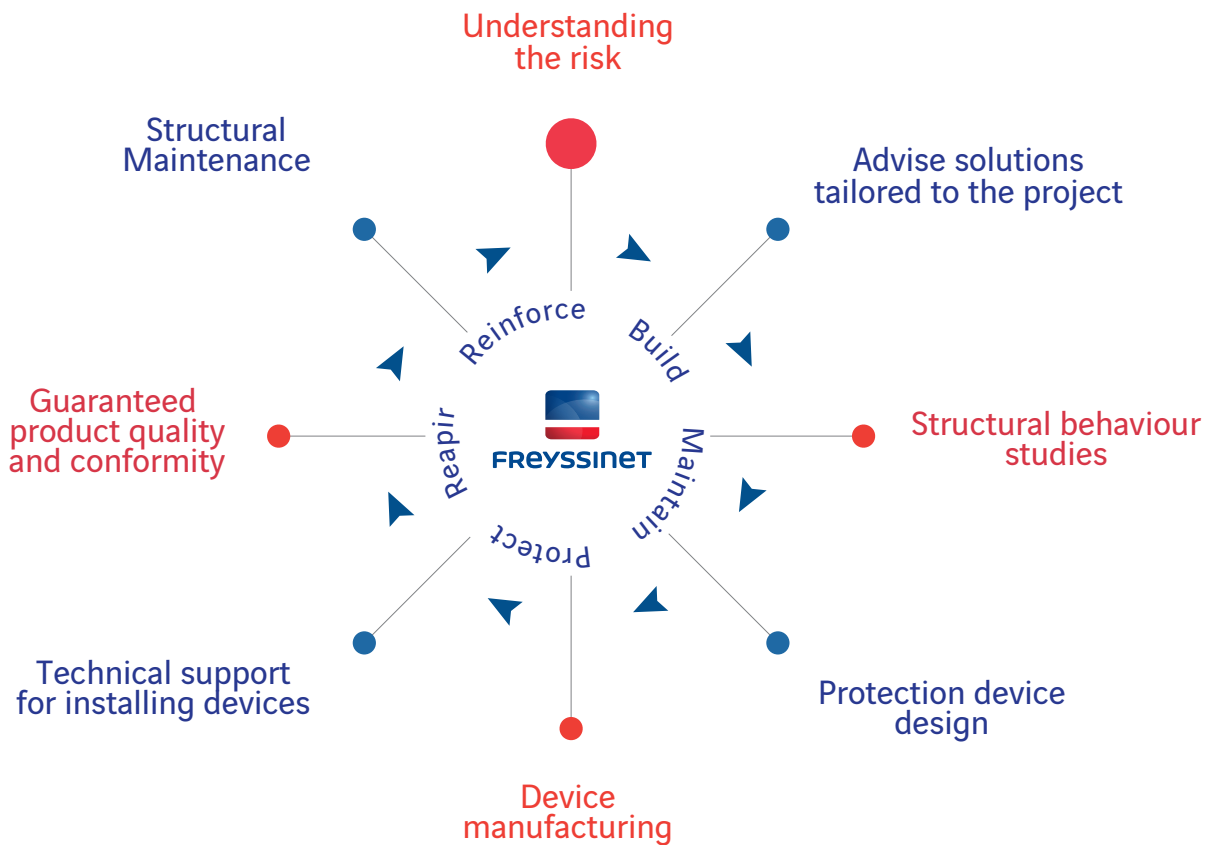 Understanding
the risk
Structural
Maintenance
Advise solutions
tailored to the project
Reinforce
Build
Guaranteed
product quality
and conformity
Reapir
FREYSSINET
Maintain
Structural behaviour
studies
Protect
Technical support
for installing devices
Protection device
design
Device
manufacturing